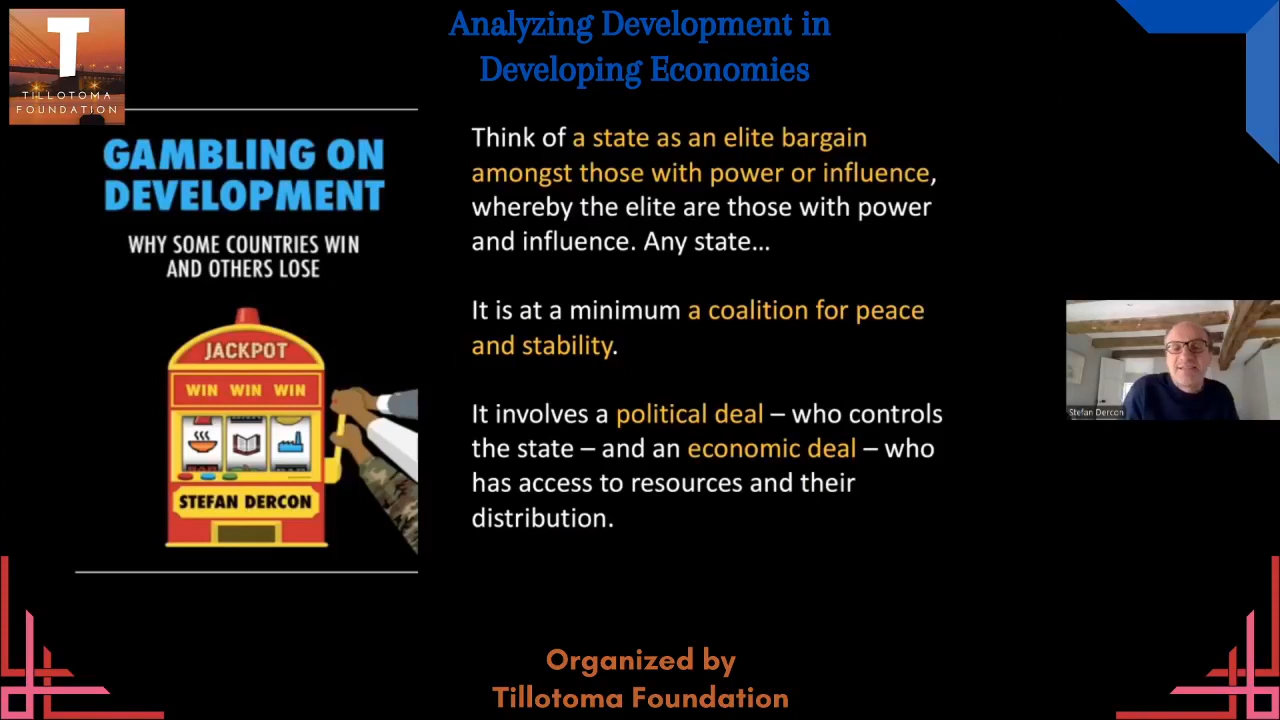 Analyzing Development in
Developing Economies
T
TILLOTOMA
FOUNDATION
GAMBLING ON
DEVELOPMENT
WHY SOME COUNTRIES WIN
AND OTHERS LOSE
JACKPOT
WIN WIN WIN
BAR BAR
STEFAN DERCON
Think of a state as an elite bargain
amongst those with power or influence,
whereby the elite are those with power
and influence. Any state…
It is at a minimum a coalition for peace
and stability.
It involves a political deal – who controls
the state – and an economic deal – who
has access to resources and their
distribution.
Stefan Dercon
Organized by
Tillotoma Foundation